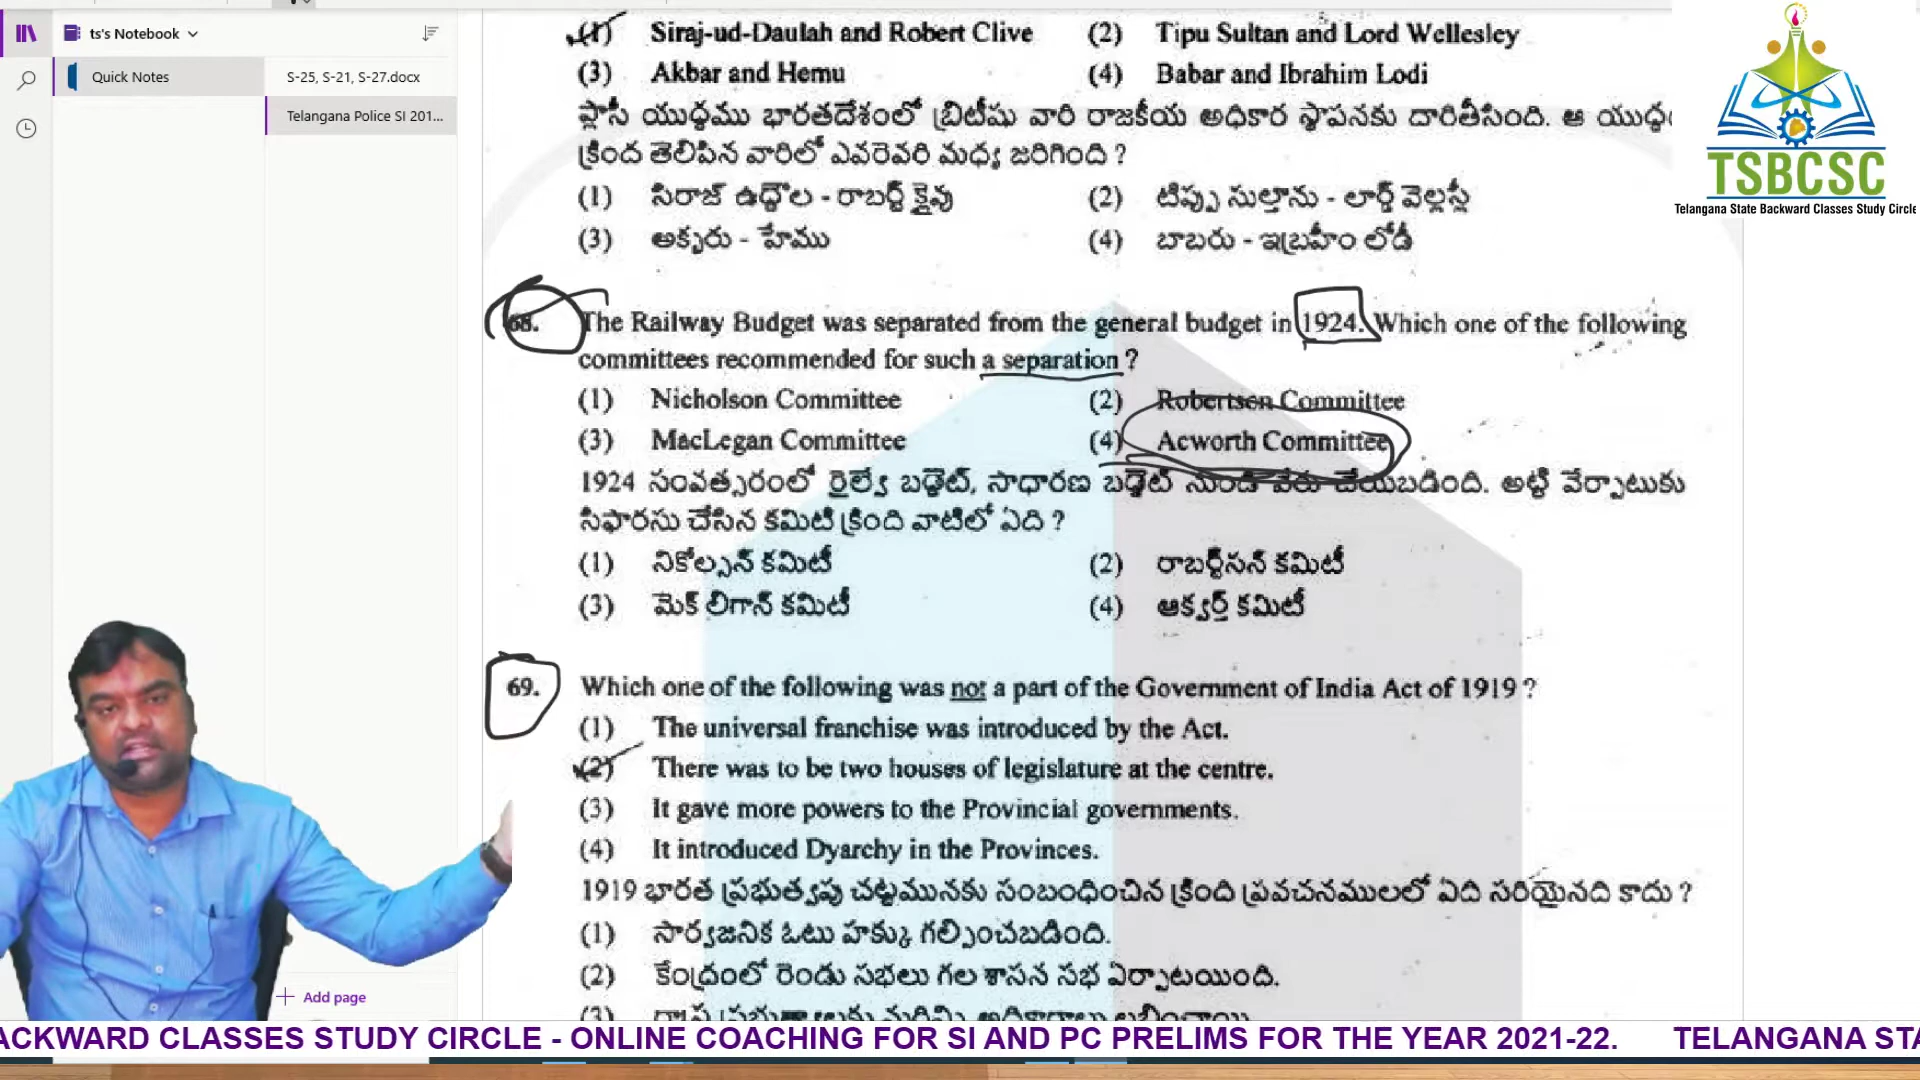 ts's Notebook
Quick Notes
S-25, S-21, S-27.docx
Telangana Police SI 201...
Add page
(1) Siraj-ud-Daulah and Robert Clive (2) Tipu Sultan and Lord Wellesley
(3) Akbar and Hemu (4) Babar and Ibrahim Lodi
ప్లాసీ యుద్ధము భారతదేశంలో బ్రిటీషు వారి రాజకీయ అధికార స్థాపనకు దారితీసింది. ఆ
క్రింద తెలిపిన వారిలో ఎవరెవరి మధ్య జరిగింది ?
(1) సిరాజ్ ఉద్దౌల - రాబర్ట్ క్లైవు (2) టిప్పు సుల్తాను - లార్డ్ వెల్లస్లీ
(3) అక్బరు - హేము (4) బాబరు - ఇబ్రహీం లోడీ
68. The Railway Budget was separated from the general budget in 1924. Which one of the following
committees recommended for such a separation ?
(1) Nicholson Committee (2) Robertson Committee
(3) MacLegan Committee (4) Acworth Committee
1924 సంవత్సరంలో రైల్వే బడ్జెట్, సాధారణ బడ్జెట్ నుండి వేరు చేయబడింది. అట్టి వేర్పాటుకు
సిఫారసు చేసిన కమిటి క్రింది వాటిలో ఏది ?
(1) నికోల్సన్ కమిటీ (2) రాబర్ట్‌సన్ కమిటీ
(3) మెక్ లీగాన్ కమిటీ (4) ఆక్వర్త్ కమిటీ
69. Which one of the following was not a part of the Government of India Act of 1919 ?
(1) The universal franchise was introduced by the Act.
(2) There was to be two houses of legislature at the centre.
(3) It gave more powers to the Provincial governments.
(4) It introduced Dyarchy in the Provinces.
1919 భారత ప్రభుత్వపు చట్టమునకు సంబంధించిన క్రింది ప్రవచనములలో ఏది సరియైనది కాదు ?
(1) సార్వజనిక ఓటు హక్కు గల్పించబడింది.
(2) కేంద్రంలో రెండు సభలు గల శాసన సభ ఏర్పాటయింది.
TSBCSC
Telangana State Backward Classes Study Circle
ACKWARD CLASSES STUDY CIRCLE - ONLINE COACHING FOR SI AND PC PRELIMS FOR THE YEAR 2021-22. TELANGANA STA